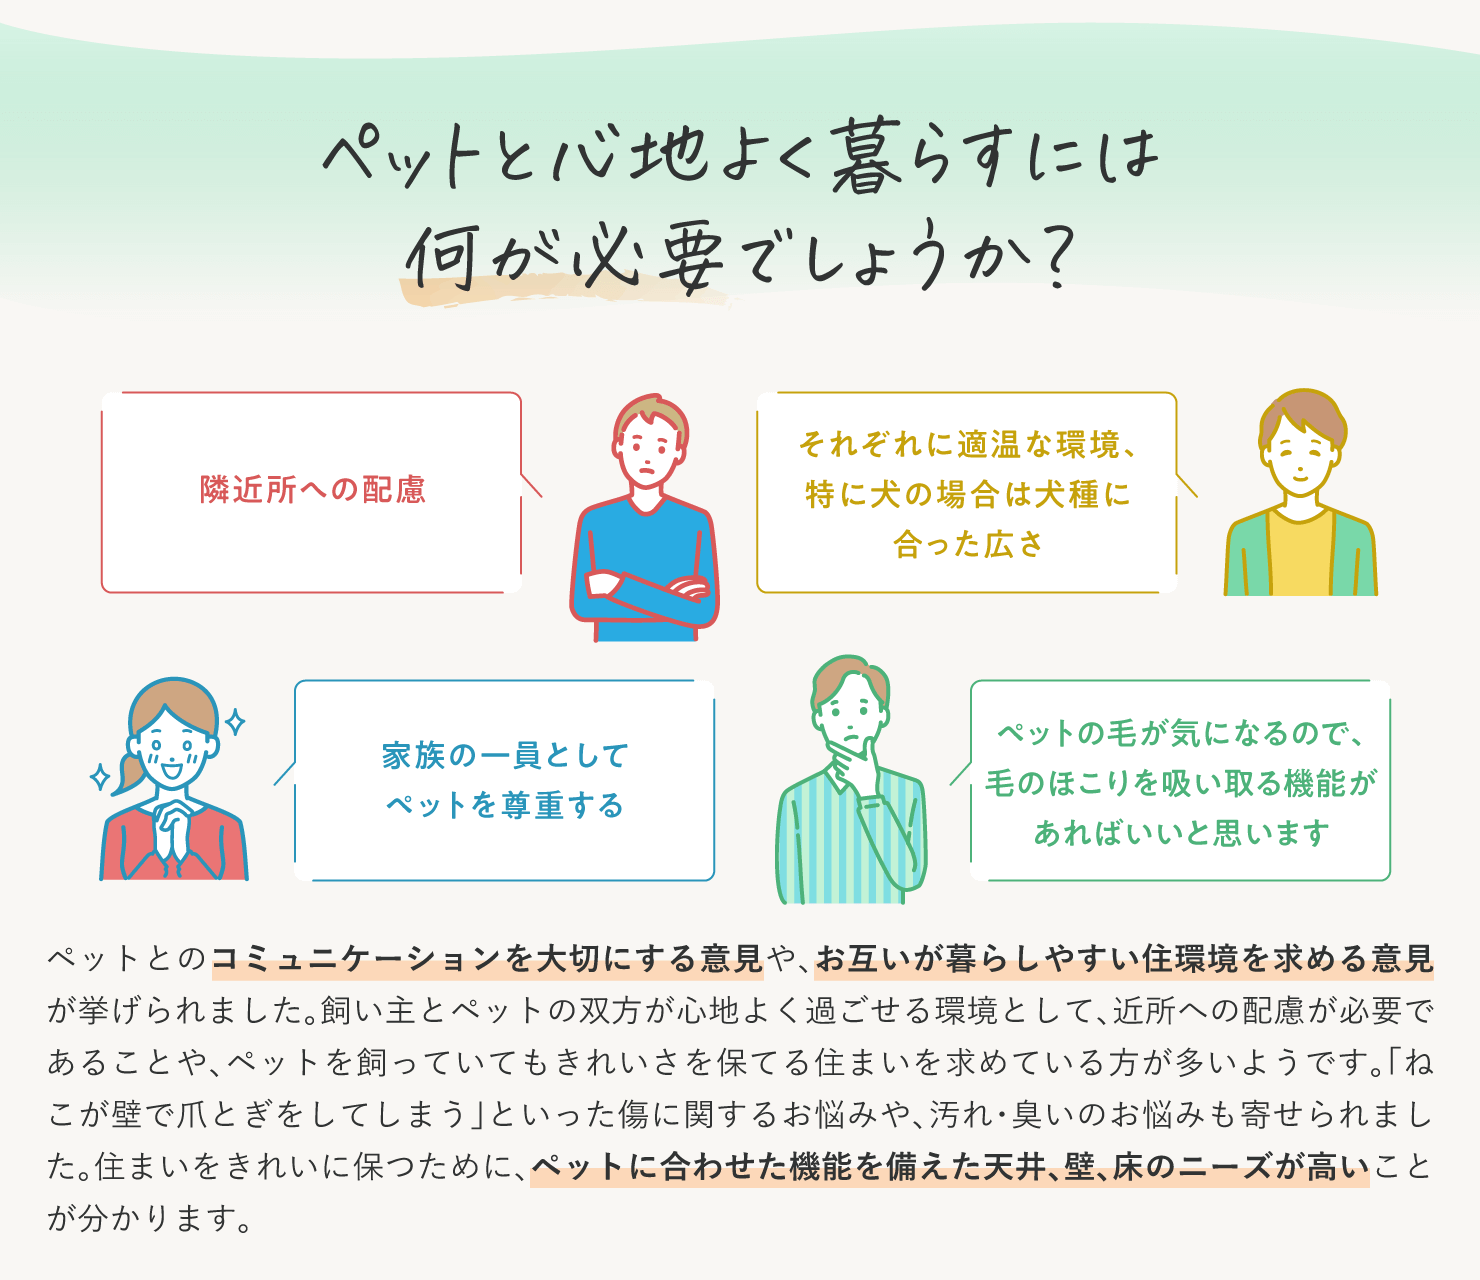 ペットと心地よく暮らすには
何が必要でしょうか?
隣近所への配慮
それぞれに適温な環境、
特に犬の場合は犬種に
合った広さ
家族の一員として
ペットを尊重する
ペットの毛が気になるので、
毛のほこりを吸い取る機能が
あればいいと思います
ペットとのコミュニケーションを大切にする意見や、お互いが暮らしやすい住環境を求める意見
が挙げられました。飼い主とペットの双方が心地よく過ごせる環境として、近所への配慮が必要で
あることや、ペットを飼っていてもきれいさを保てる住まいを求めている方が多いようです。「ね
こが壁で爪とぎをしてしまう」といった傷に関するお悩みや、汚れ・臭いのお悩みも寄せられまし
た。住まいをきれいに保つために、ペットに合わせた機能を備えた天井、壁、床のニーズが高いこと
が分かります。